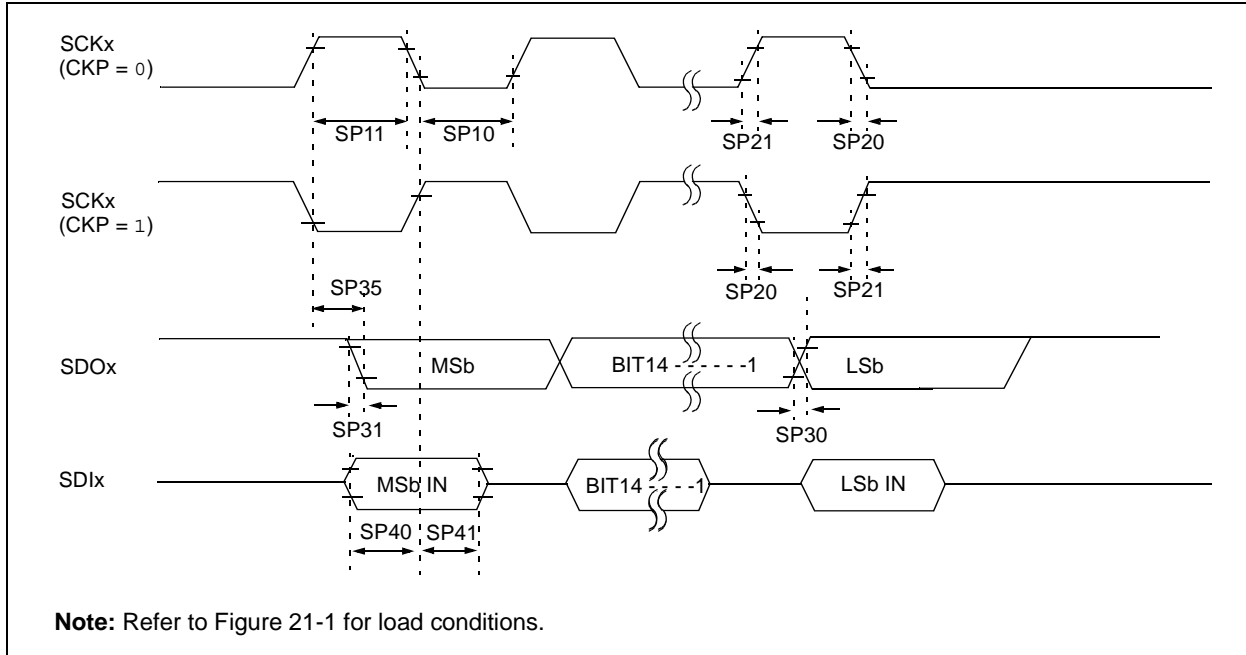 SCKx
(CKP = 0)
SP11
SP10
SP21
SP20
SCKx
(CKP = 1)
SP35
SP20
SP21
SDOx
MSb
BIT14 - - - - - -1
LSb
SP31
SP30
SDIx
MSb IN
BIT14 - - - -1
LSb IN
SP40
SP41
Note: Refer to Figure 21-1 for load conditions.